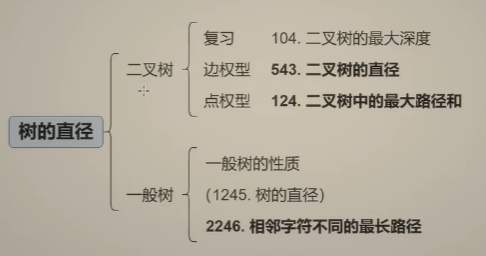 树的直径
二叉树
复习 104. 二叉树的最大深度
边权型 543. 二叉树的直径
点权型 124. 二叉树中的最大路径和
一般树
一般树的性质
(1245. 树的直径)
2246. 相邻字符不同的最长路径